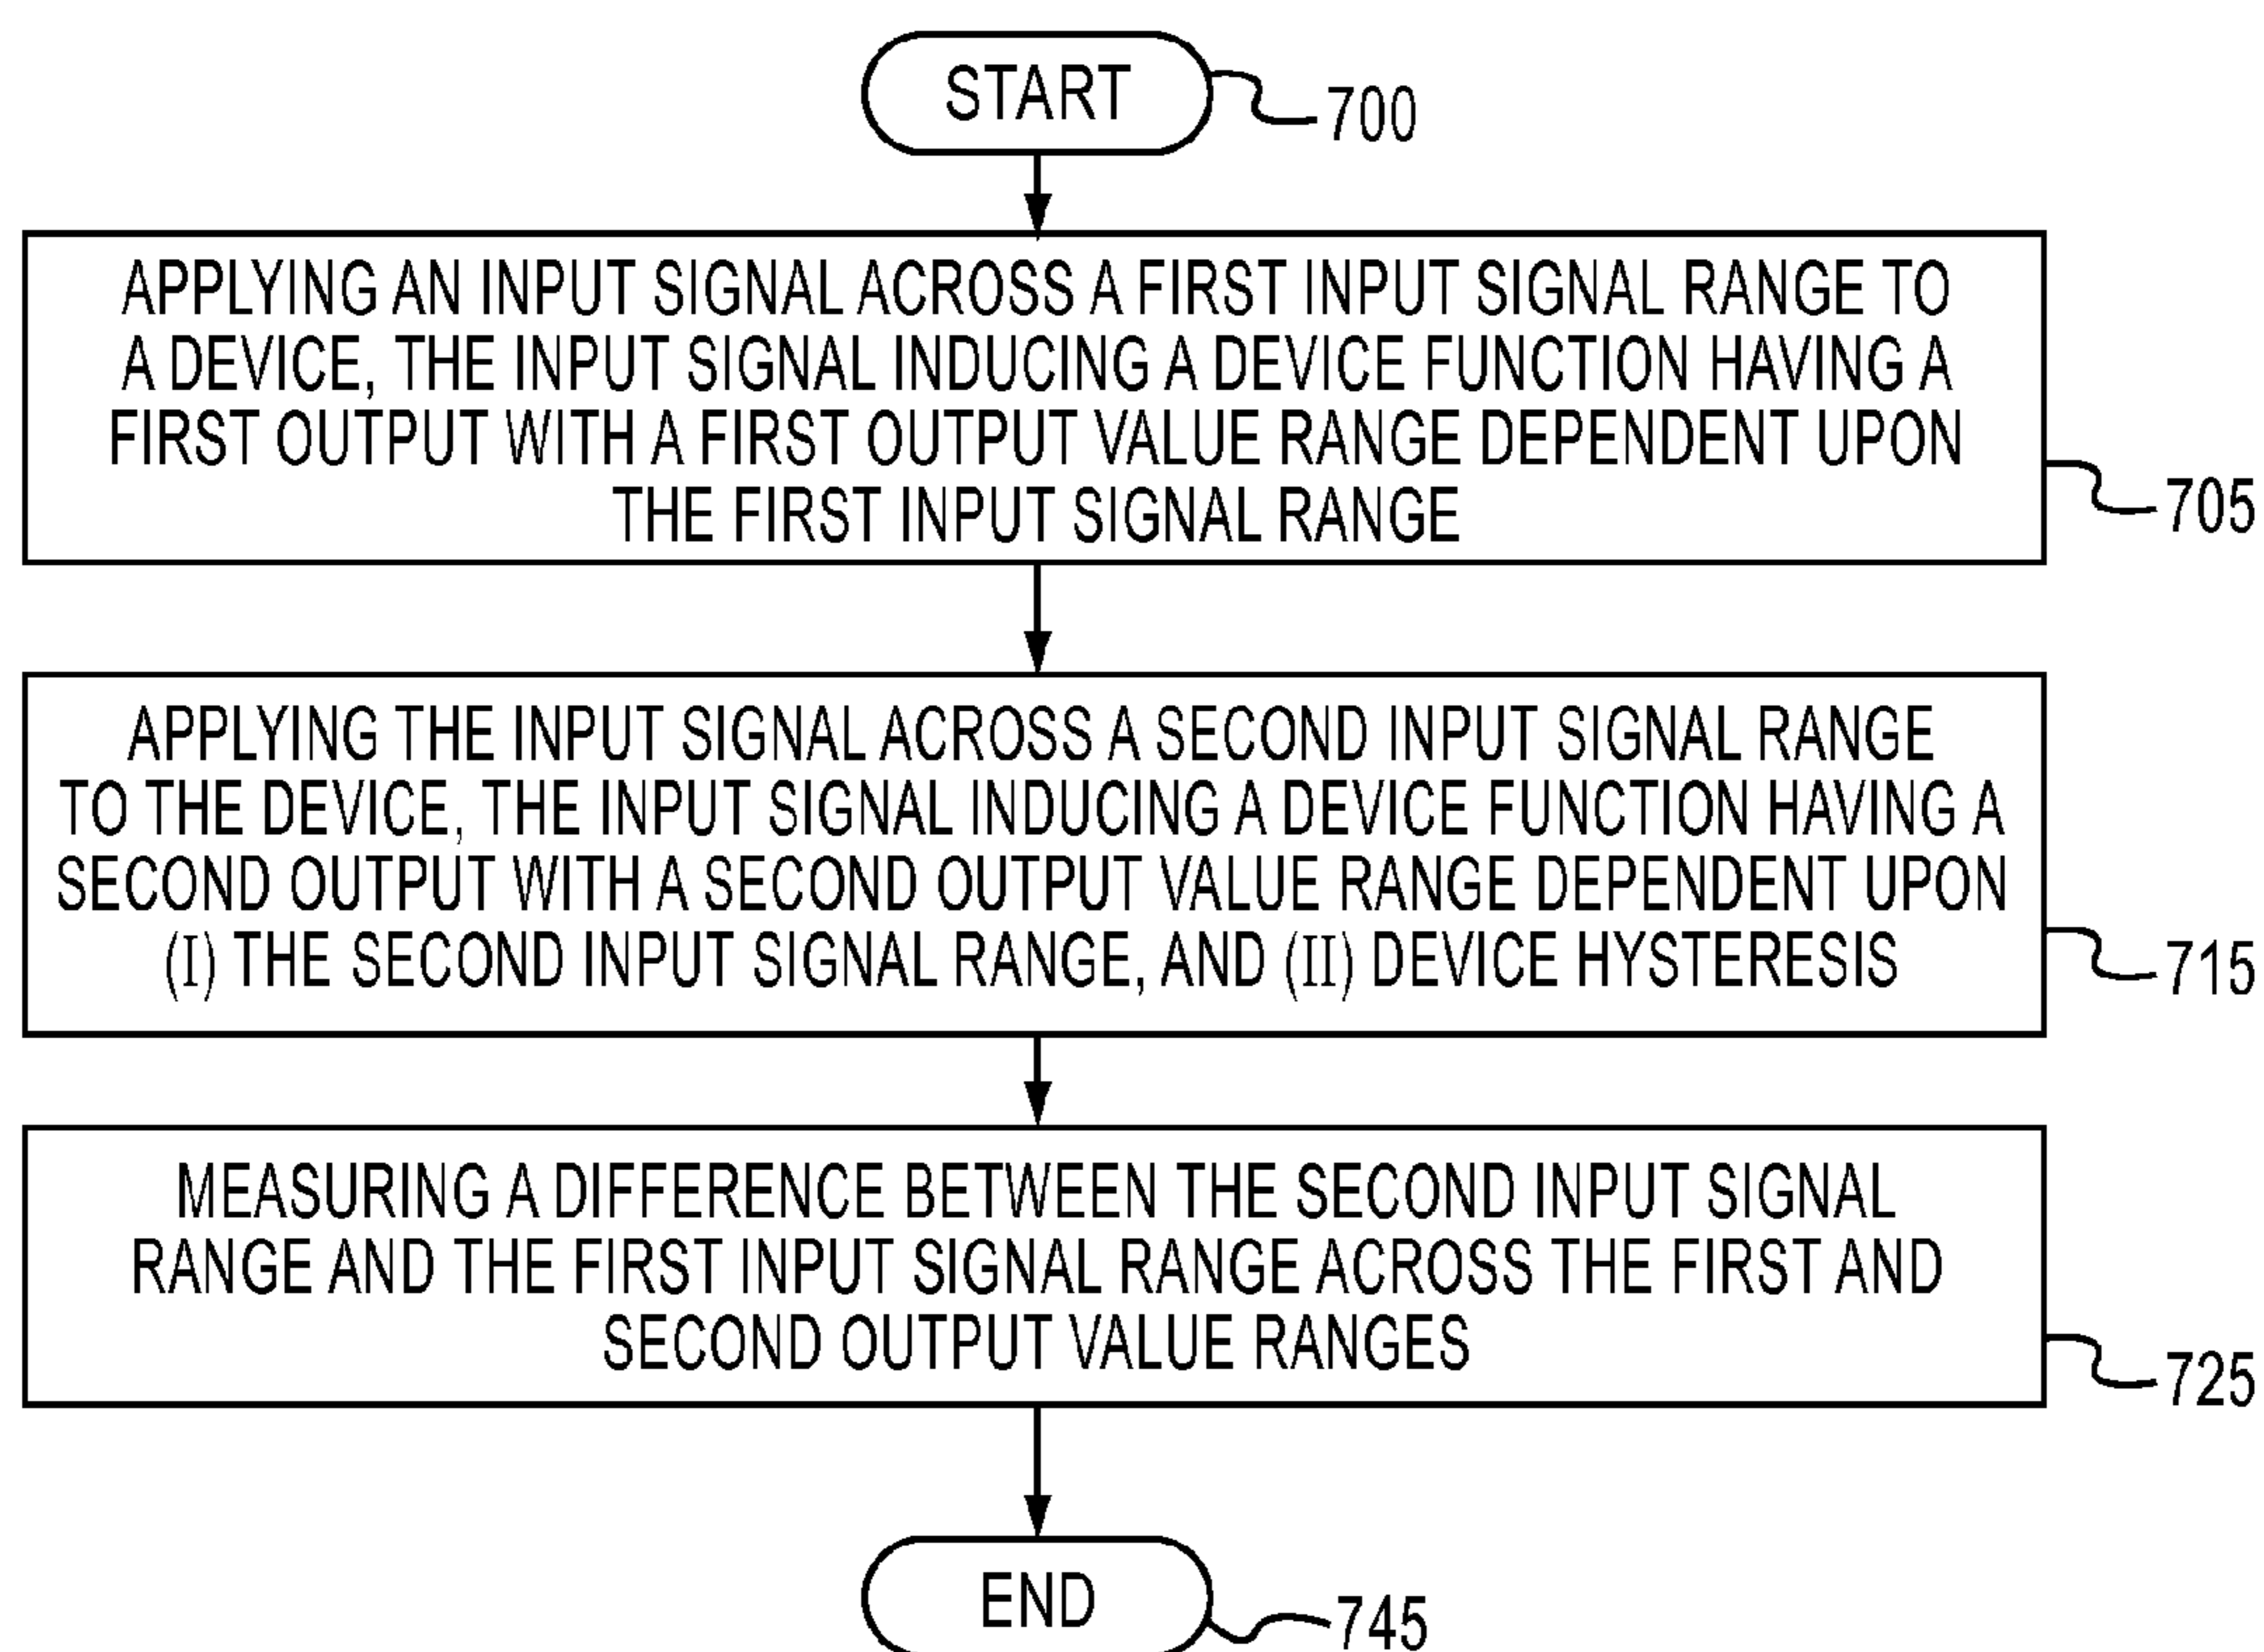 START
700
APPLYING AN INPUT SIGNAL ACROSS A FIRST INPUT SIGNAL RANGE TO
A DEVICE, THE INPUT SIGNAL INDUCING A DEVICE FUNCTION HAVING A
FIRST OUTPUT WITH A FIRST OUTPUT VALUE RANGE DEPENDENT UPON
THE FIRST INPUT SIGNAL RANGE
705
APPLYING THE INPUT SIGNAL ACROSS A SECOND INPUT SIGNAL RANGE
TO THE DEVICE, THE INPUT SIGNAL INDUCING A DEVICE FUNCTION HAVING A
SECOND OUTPUT WITH A SECOND OUTPUT VALUE RANGE DEPENDENT UPON
(I) THE SECOND INPUT SIGNAL RANGE, AND (II) DEVICE HYSTERESIS
715
MEASURING A DIFFERENCE BETWEEN THE SECOND INPUT SIGNAL
RANGE AND THE FIRST INPUT SIGNAL RANGE ACROSS THE FIRST AND
SECOND OUTPUT VALUE RANGES
725
END
745